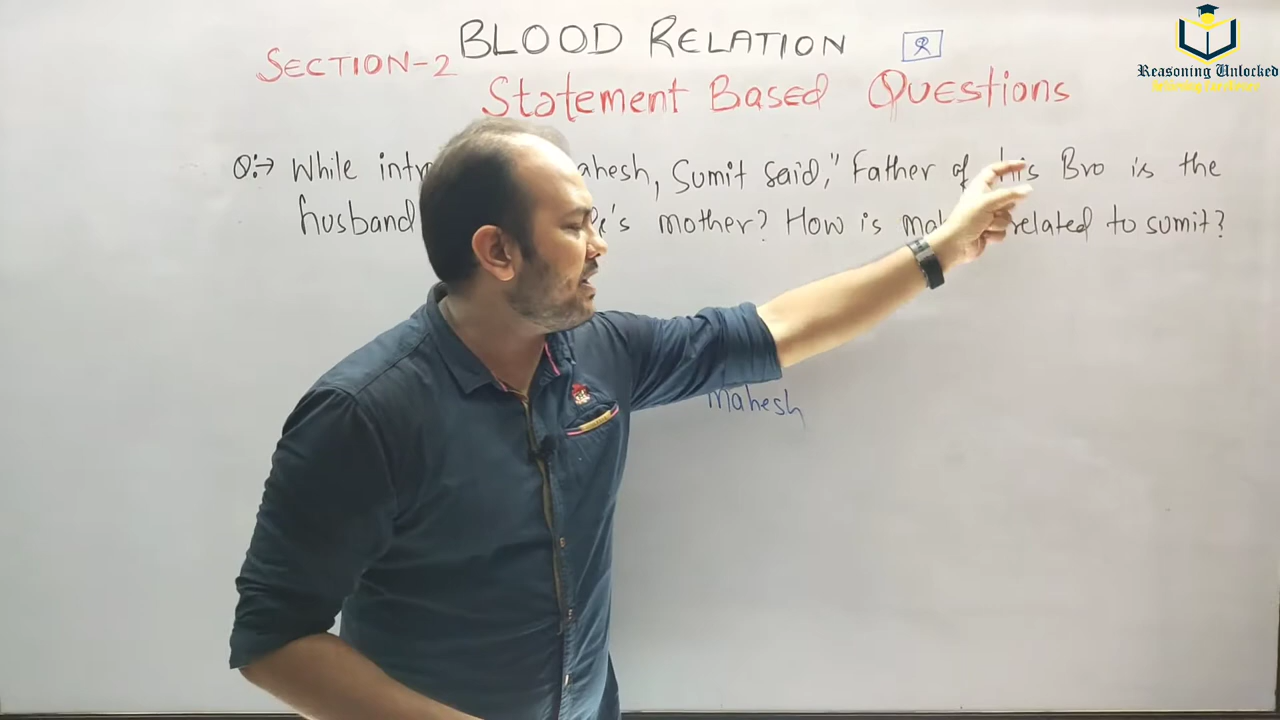 BLOOD RELATION 2
SECTION-2
Statement Based Questions
Q:→ While intr ahesh, Sumit said," Father of his Bro is the
husband 's mother? How is related to sumit?
Mahesh
Reasoning Unlocked